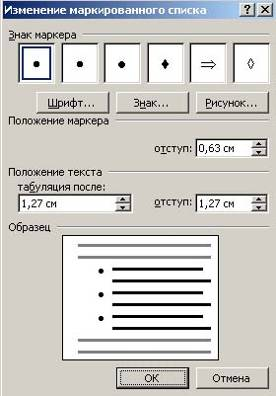 Изменение маркированного списка
Знак маркера
Шрифт... Знак... Рисунок...
Положение маркера
отступ: 0,63 см
Положение текста
табуляция после:
1,27 см отступ: 1,27 см
Образец
ОК Отмена